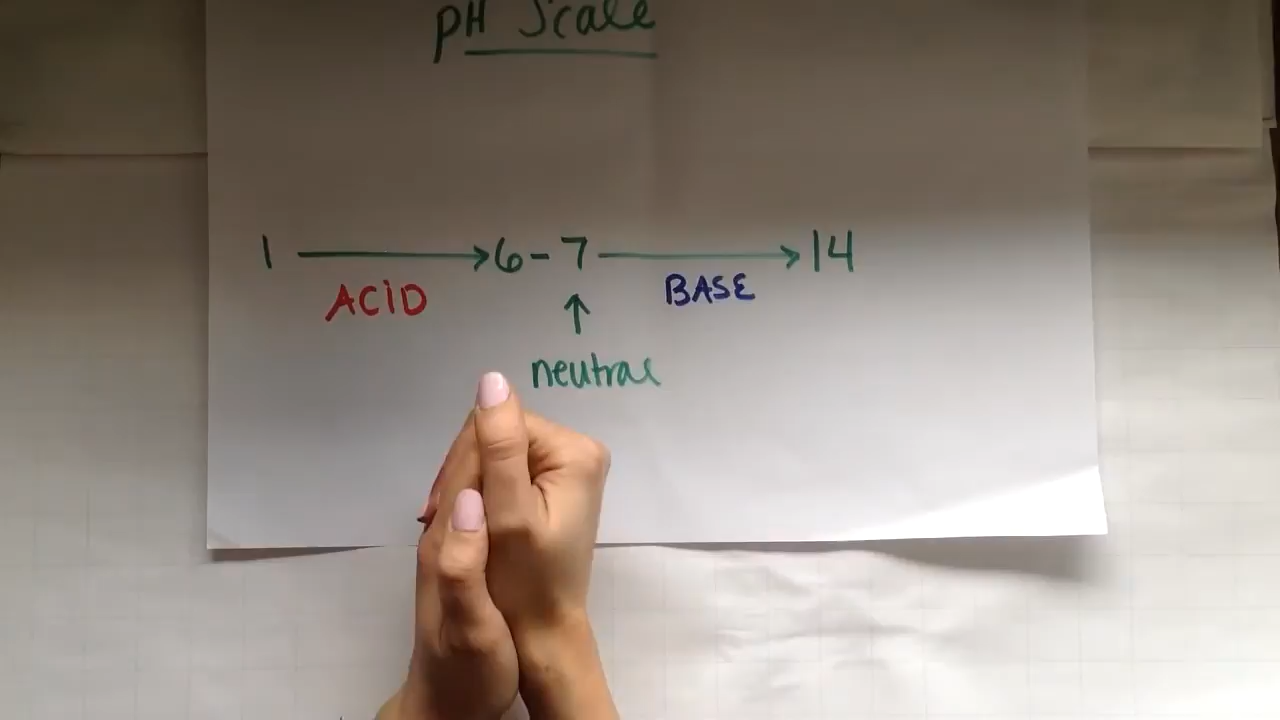 pH Scale
1 → 6 - 7 → 14
ACiD BASE
↑
neutral